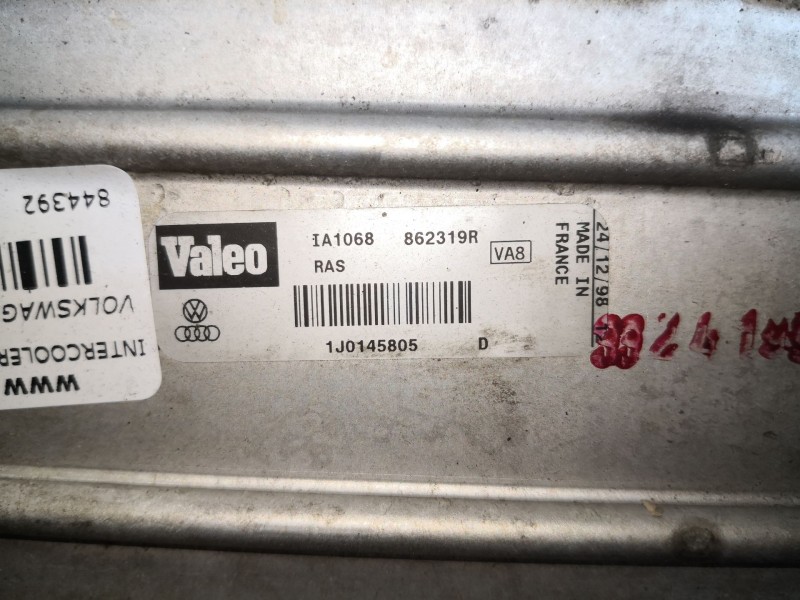 844392
VOLKSWAG
INTERCOOLER
WWW
Valeo
IA1068 862319R
RAS
VA8
1J0145805 D
MADE IN
FRANCE
24/12/98